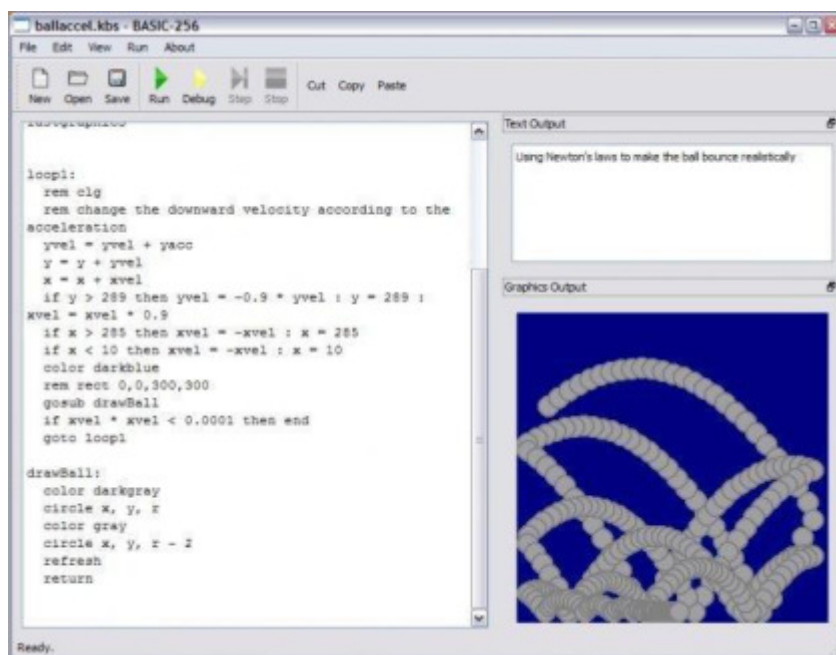 ballaccel.kbs - BASIC-256
File Edit View Run About
New Open Save Run Debug Step Stop Cut Copy Paste
fastgraphics
loop1:
rem clg
rem change the downward velocity according to the
acceleration
yvel = yvel + yacc
y = y + yvel
x = x + xvel
if y > 289 then yvel = -0.9 * yvel : y = 289 :
xvel = xvel * 0.9
if x > 285 then xvel = -xvel : x = 285
if x < 10 then xvel = -xvel : x = 10
color darkblue
rem rect 0,0,300,300
gosub drawBall
if xvel * xvel < 0.0001 then end
goto loop1
drawBall:
color darkgray
circle x, y, r
color gray
circle x, y, r - 2
refresh
return
Text Output
Using Newton's laws to make the ball bounce realistically
Graphics Output
Ready.